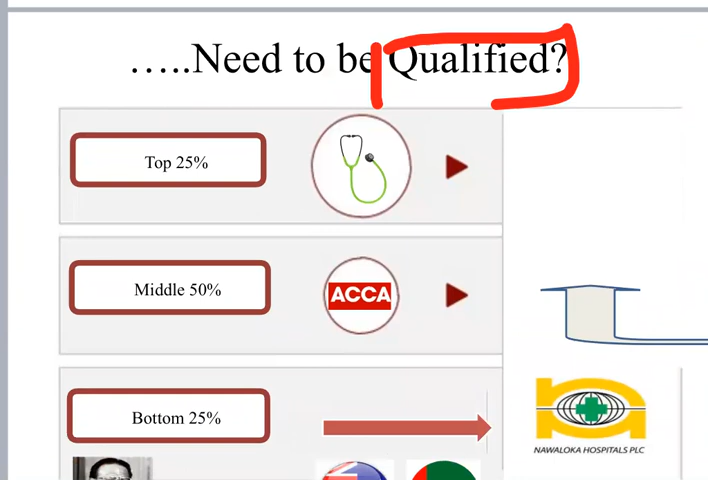 .....Need to be Qualified?
Top 25%
Middle 50%
ACCA
Bottom 25%
NAWALOKA HOSPITALS PLC